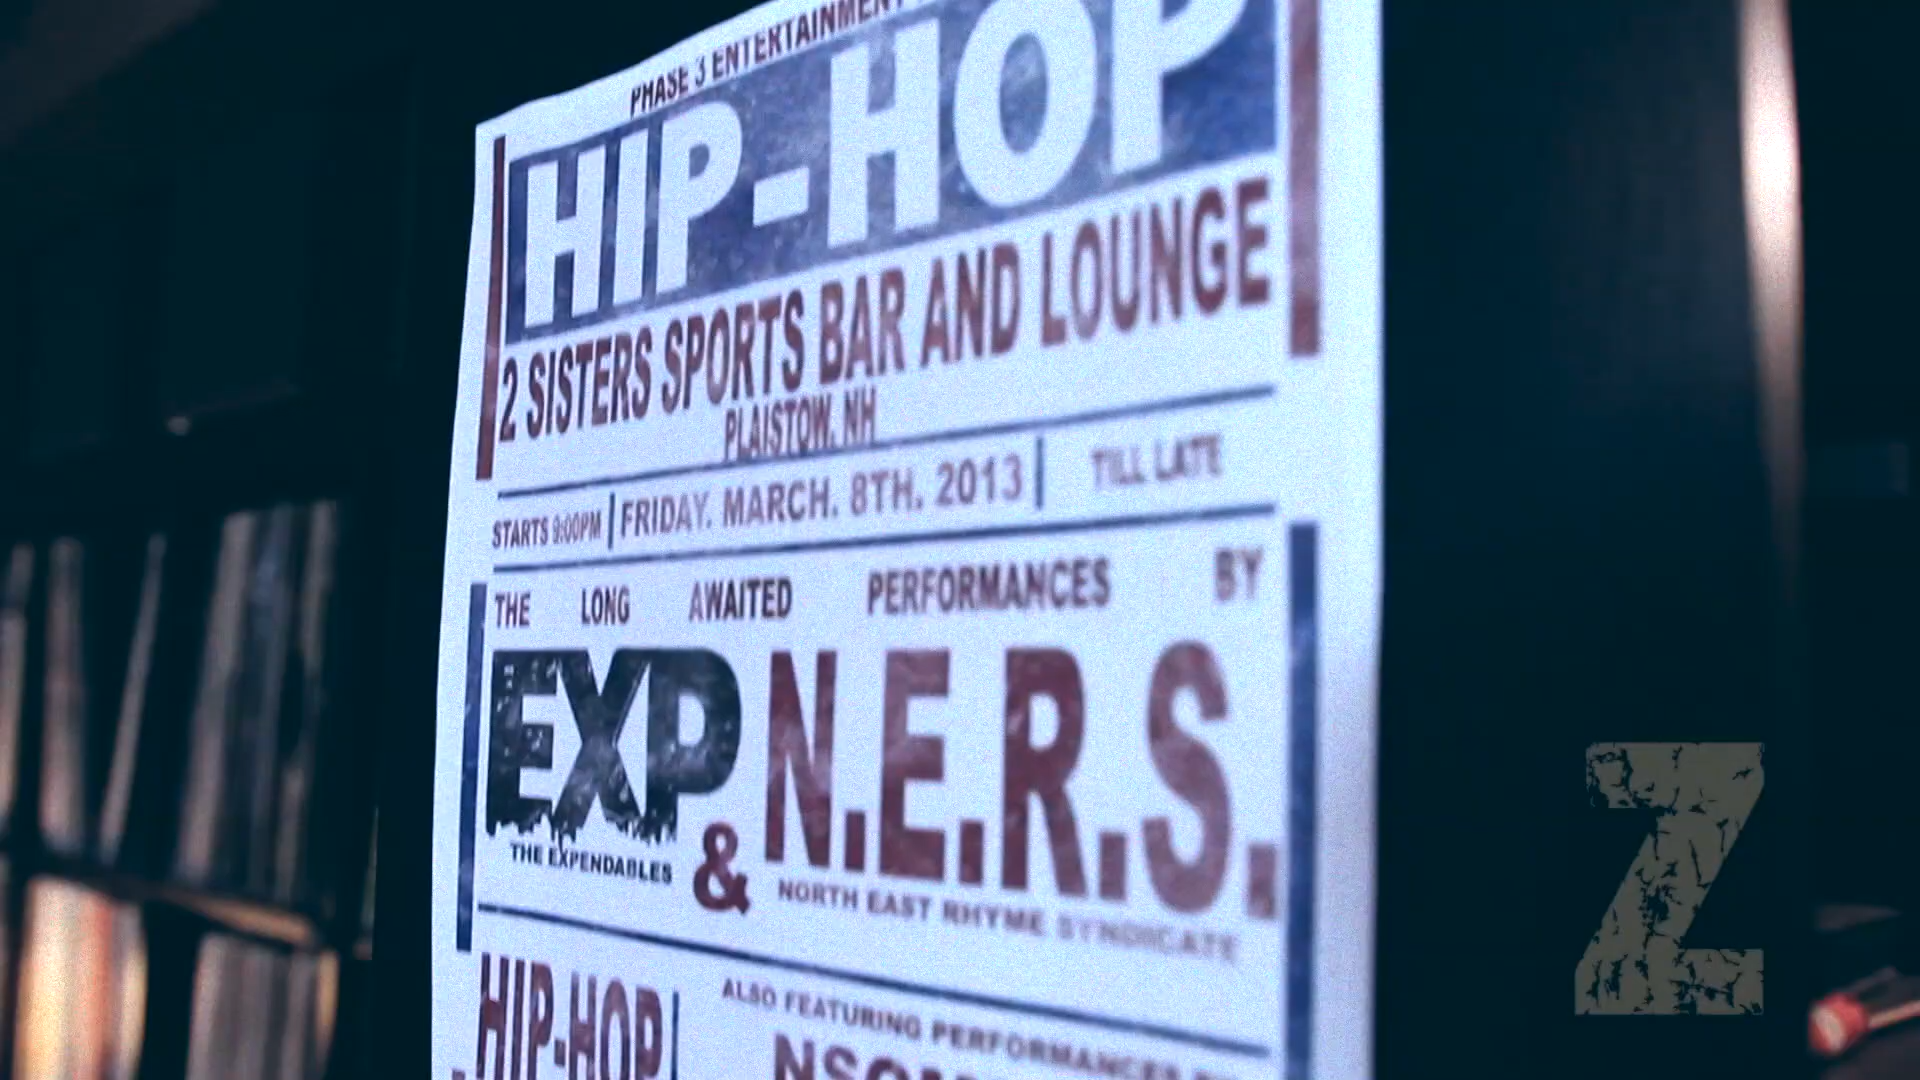 PHASE 3 ENTERTAINMENT
HIP-HOP
2 SISTERS SPORTS BAR AND LOUNGE
PLAISTOW, NH
STARTS 9:00PM FRIDAY. MARCH. 8TH. 2013 TILL LATE
THE LONG AWAITED PERFORMANCES BY
EXP & N.E.R.S.
THE EXPENDABLES NORTH EAST RHYME SYNDICATE
HIP-HOP
ALSO FEATURING PERFORMANCES
Z